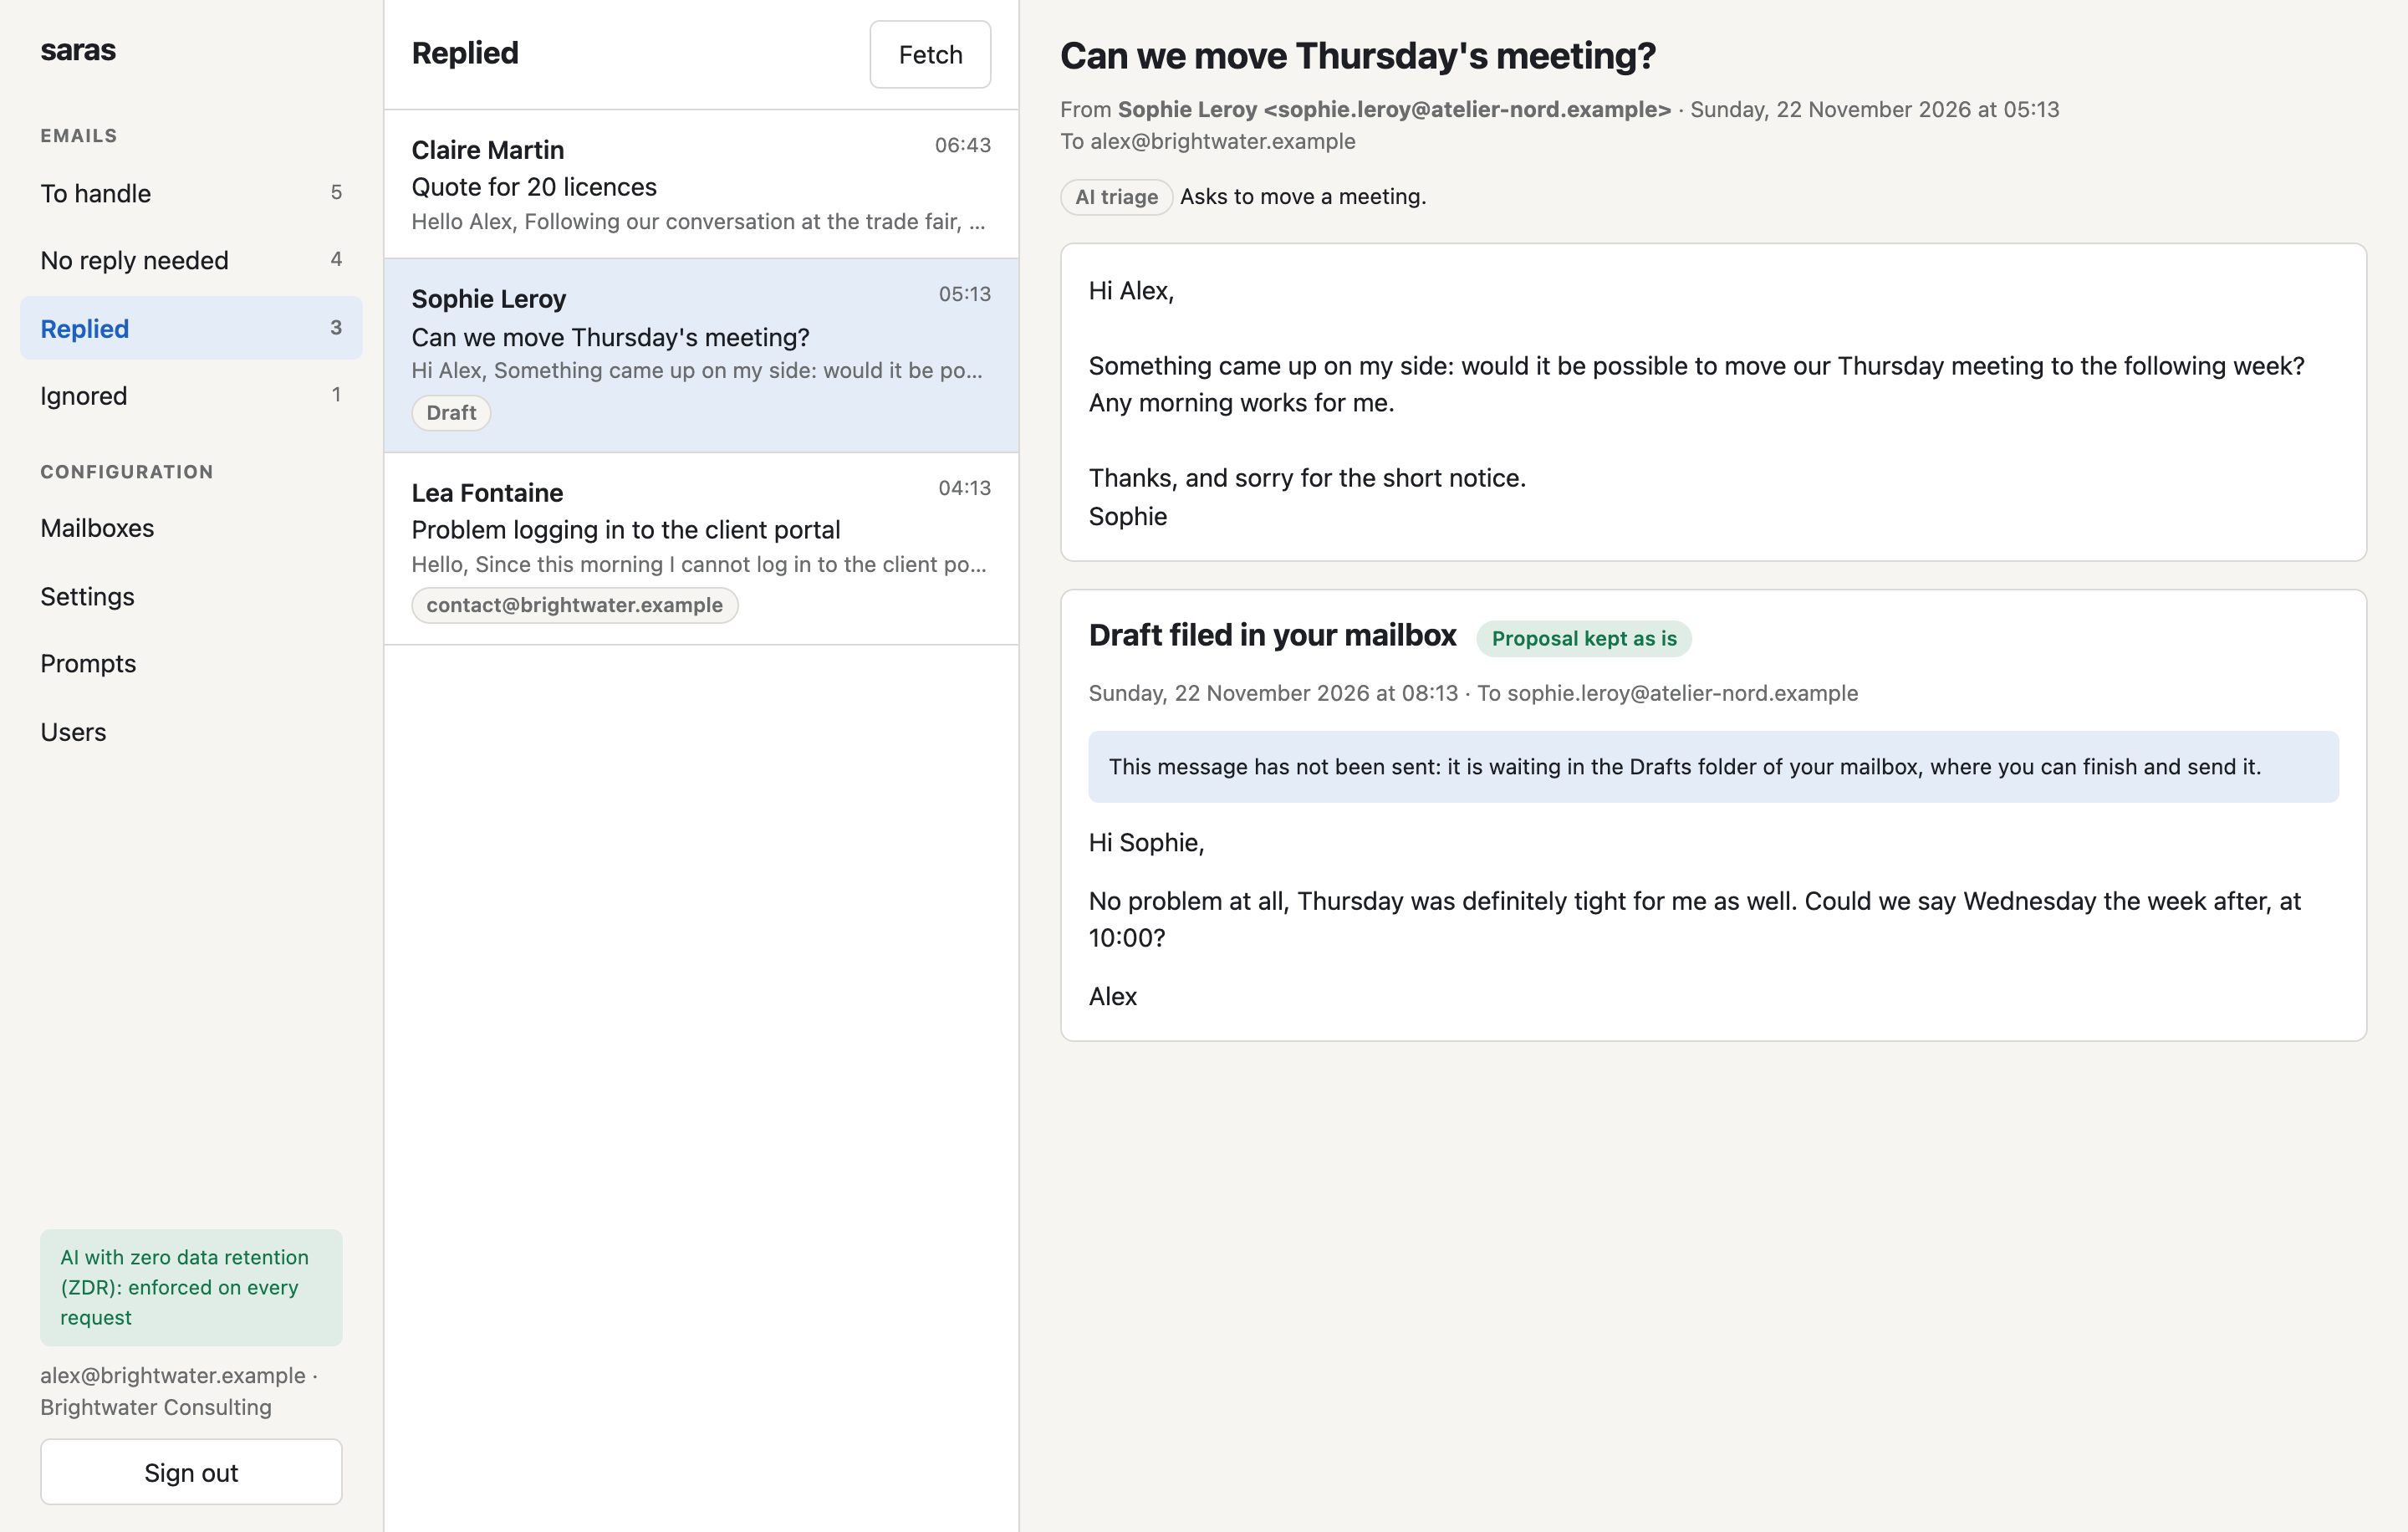 saras
EMAILS
To handle 5
No reply needed 4
Replied 3
Ignored 1
CONFIGURATION
Mailboxes
Settings
Prompts
Users
AI with zero data retention
(ZDR): enforced on every
request
alex@brightwater.example ·
Brightwater Consulting
Sign out
Replied
Fetch
Claire Martin 06:43
Quote for 20 licences
Hello Alex, Following our conversation at the trade fair, ...
Sophie Leroy 05:13
Can we move Thursday's meeting?
Hi Alex, Something came up on my side: would it be po...
Draft
Lea Fontaine 04:13
Problem logging in to the client portal
Hello, Since this morning I cannot log in to the client po...
contact@brightwater.example
Can we move Thursday's meeting?
From Sophie Leroy <sophie.leroy@atelier-nord.example> · Sunday, 22 November 2026 at 05:13
To alex@brightwater.example
AI triage Asks to move a meeting.
Hi Alex,
Something came up on my side: would it be possible to move our Thursday meeting to the following week?
Any morning works for me.
Thanks, and sorry for the short notice.
Sophie
Draft filed in your mailbox Proposal kept as is
Sunday, 22 November 2026 at 08:13 · To sophie.leroy@atelier-nord.example
This message has not been sent: it is waiting in the Drafts folder of your mailbox, where you can finish and send it.
Hi Sophie,
No problem at all, Thursday was definitely tight for me as well. Could we say Wednesday the week after, at
10:00?
Alex